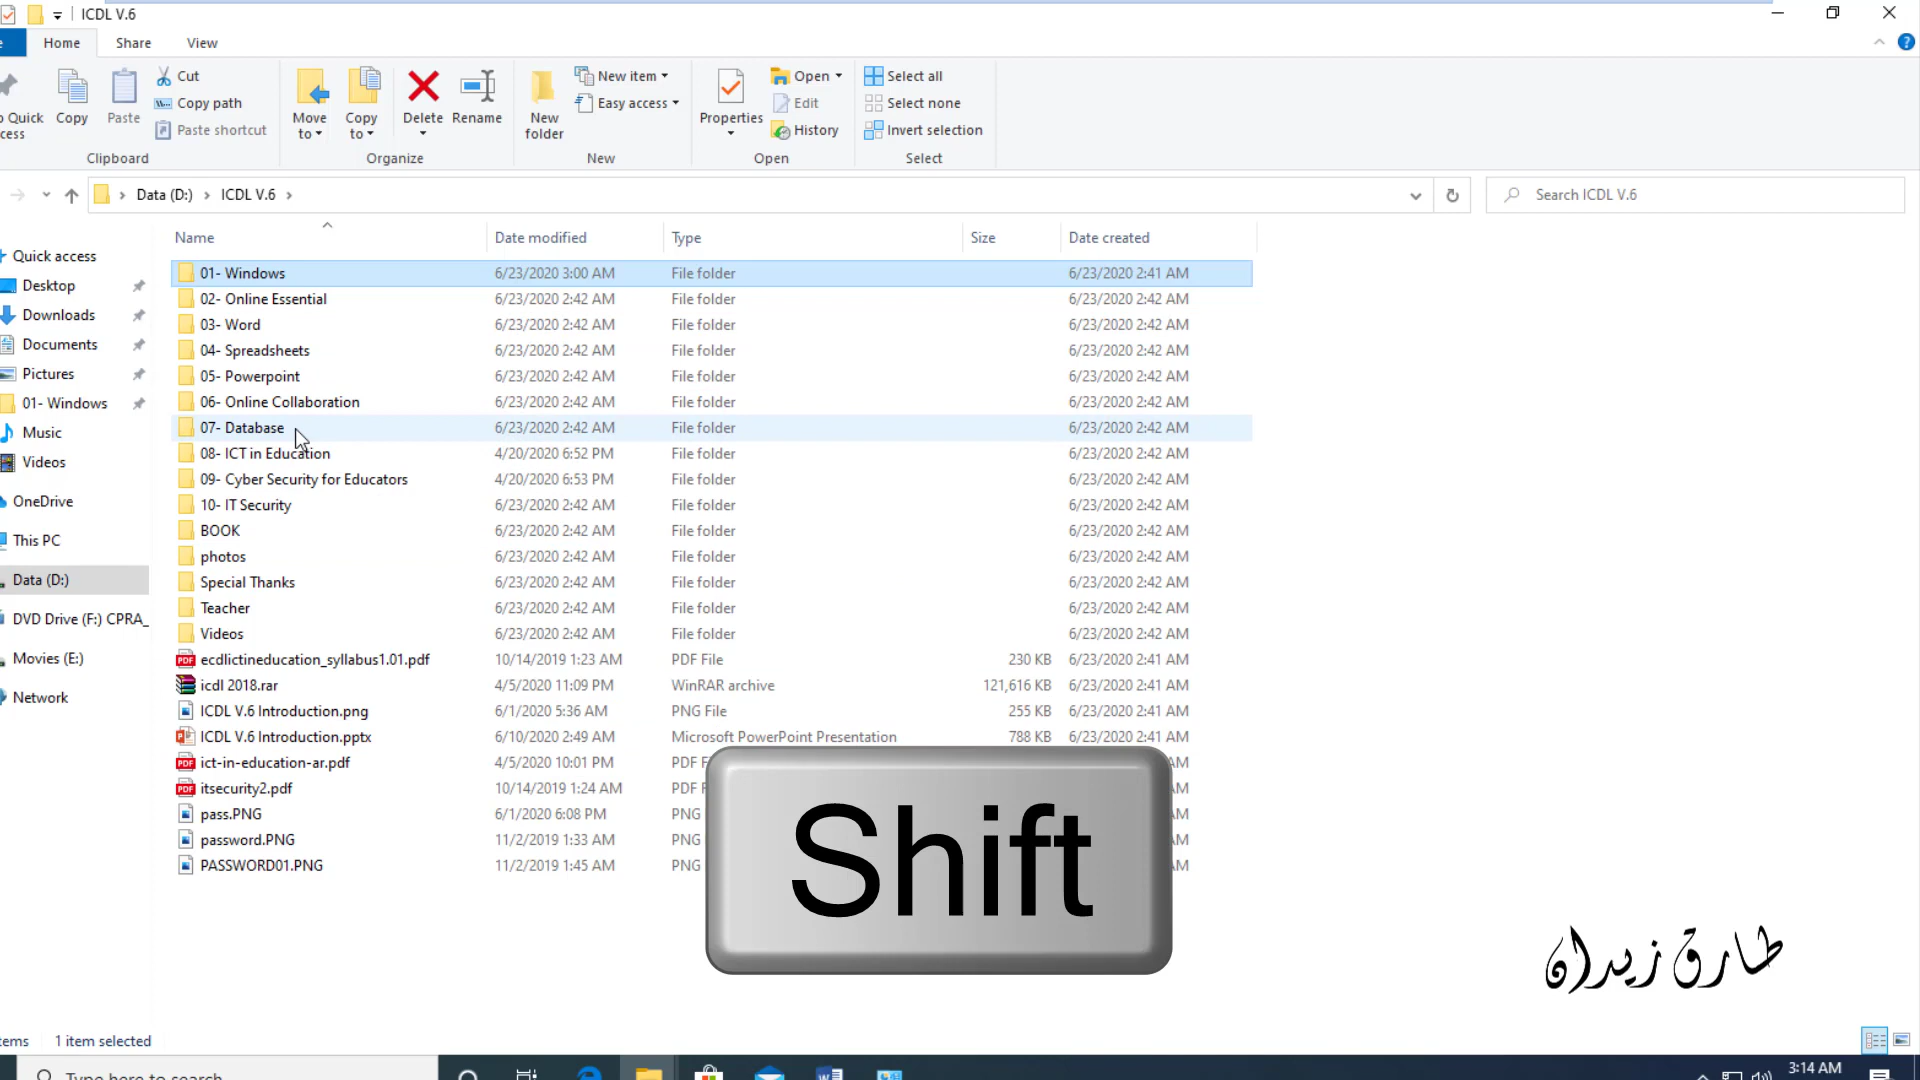 ICDL V.6
Home
Share
View
Cut
Copy path
Paste shortcut
Copy
Paste
Clipboard
Move to
Copy to
Delete
Rename
Organize
New folder
New item
Easy access
New
Properties
Open
Edit
History
Open
Select all
Select none
Invert selection
Select
Data (D:) ICDL V.6
Search ICDL V.6
Name Date modified Type Size Date created
Quick access
Desktop
Downloads
Documents
Pictures
01- Windows
Music
Videos
OneDrive
This PC
Data (D:)
DVD Drive (F:) CPRA_
Movies (E:)
Network
01- Windows 6/23/2020 3:00 AM File folder 6/23/2020 2:41 AM
02- Online Essential 6/23/2020 2:42 AM File folder 6/23/2020 2:42 AM
03- Word 6/23/2020 2:42 AM File folder 6/23/2020 2:42 AM
04- Spreadsheets 6/23/2020 2:42 AM File folder 6/23/2020 2:42 AM
05- Powerpoint 6/23/2020 2:42 AM File folder 6/23/2020 2:42 AM
06- Online Collaboration 6/23/2020 2:42 AM File folder 6/23/2020 2:42 AM
07- Database 6/23/2020 2:42 AM File folder 6/23/2020 2:42 AM
08- ICT in Education 4/20/2020 6:52 PM File folder 6/23/2020 2:42 AM
09- Cyber Security for Educators 4/20/2020 6:53 PM File folder 6/23/2020 2:42 AM
10- IT Security 6/23/2020 2:42 AM File folder 6/23/2020 2:42 AM
BOOK 6/23/2020 2:42 AM File folder 6/23/2020 2:42 AM
photos 6/23/2020 2:42 AM File folder 6/23/2020 2:42 AM
Special Thanks 6/23/2020 2:42 AM File folder 6/23/2020 2:42 AM
Teacher 6/23/2020 2:42 AM File folder 6/23/2020 2:42 AM
Videos 6/23/2020 2:42 AM File folder 6/23/2020 2:42 AM
ecdlictineducation_syllabus1.01.pdf 10/14/2019 1:23 AM PDF File 230 KB 6/23/2020 2:41 AM
icdl 2018.rar 4/5/2020 11:09 PM WinRAR archive 121,616 KB 6/23/2020 2:41 AM
ICDL V.6 Introduction.png 6/1/2020 5:36 AM PNG File 255 KB 6/23/2020 2:41 AM
ICDL V.6 Introduction.pptx 6/10/2020 2:49 AM Microsoft PowerPoint Presentation 788 KB 6/23/2020 2:41 AM
ict-in-education-ar.pdf 4/5/2020 10:01 PM PDF F AM
itsecurity2.pdf 10/14/2019 1:24 AM PDF F AM
pass.PNG 6/1/2020 6:08 PM PNG AM
password.PNG 11/2/2019 1:33 AM PNG AM
PASSWORD01.PNG 11/2/2019 1:45 AM PNG AM
Shift
طارق زيدان
1 item selected
Type here to search
3:14 AM